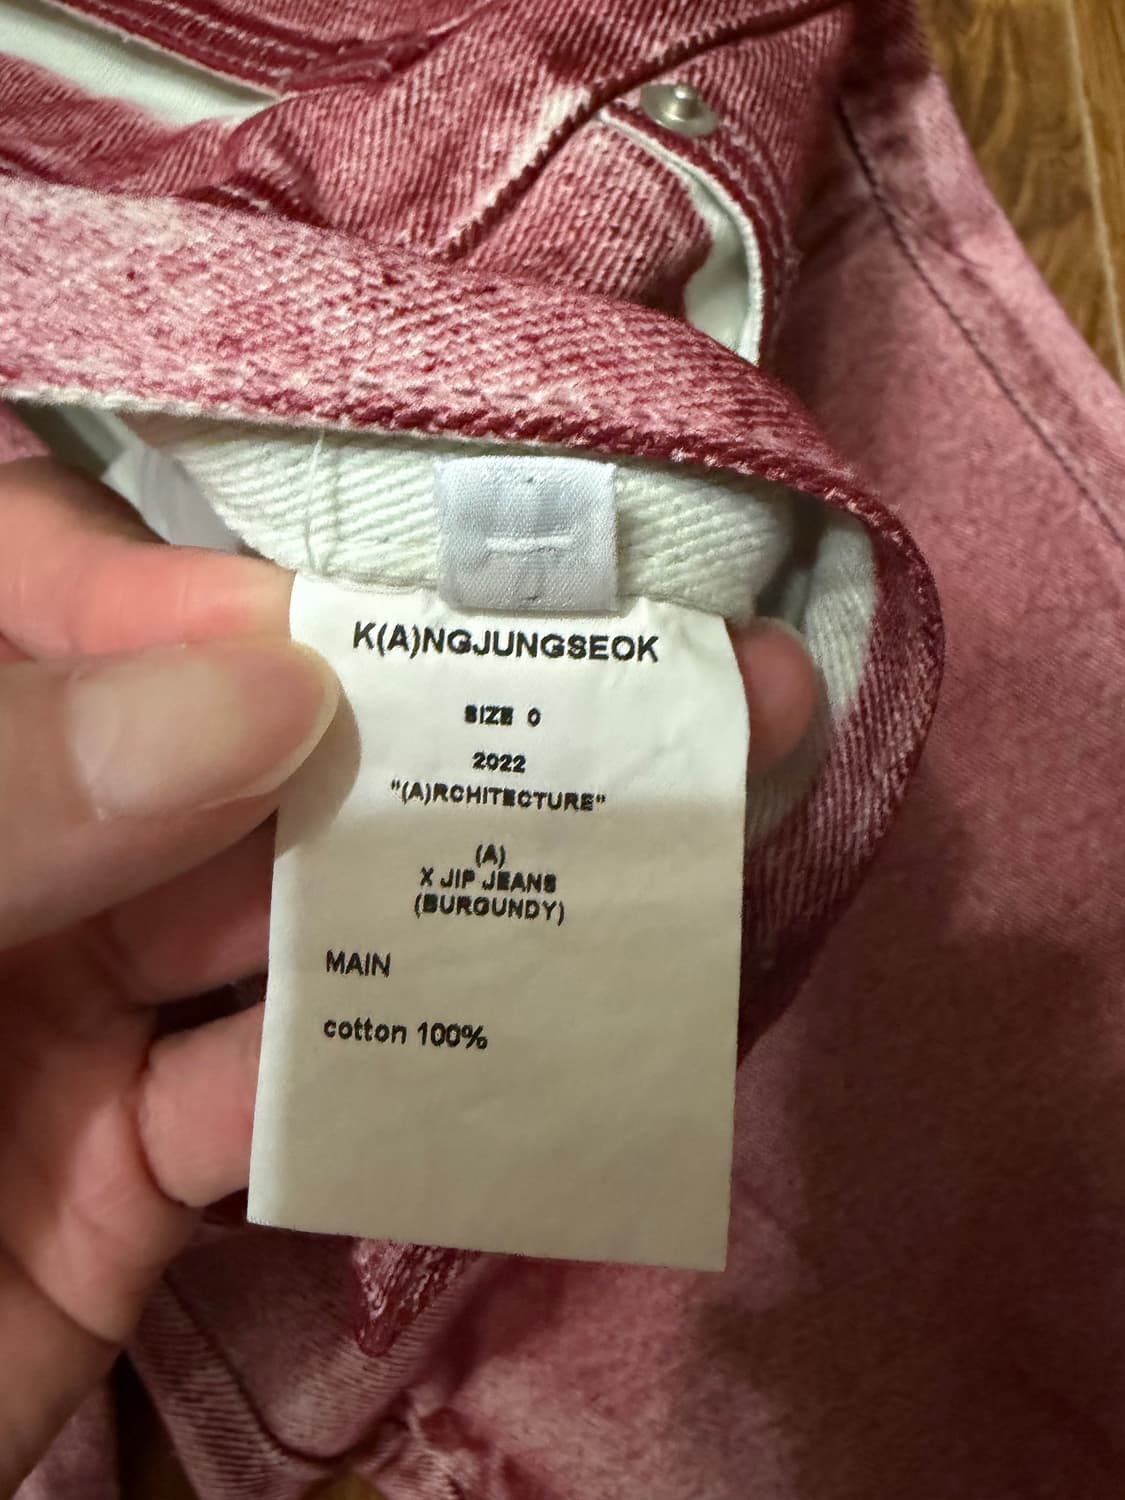 K(A)NGJUNGSEOK
SIZE 0
2022
"(A)RCHITECTURE"
(A)
X JIP JEANS
(BURGUNDY)
MAIN
cotton 100%